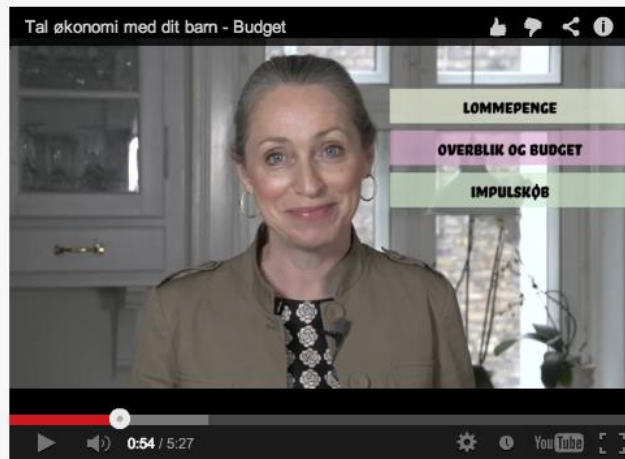 Tal økonomi med dit barn - Budget
LOMMEPENGE
OVERBLIK OG BUDGET
IMPULSKØB
0:54 / 5:27
YouTube